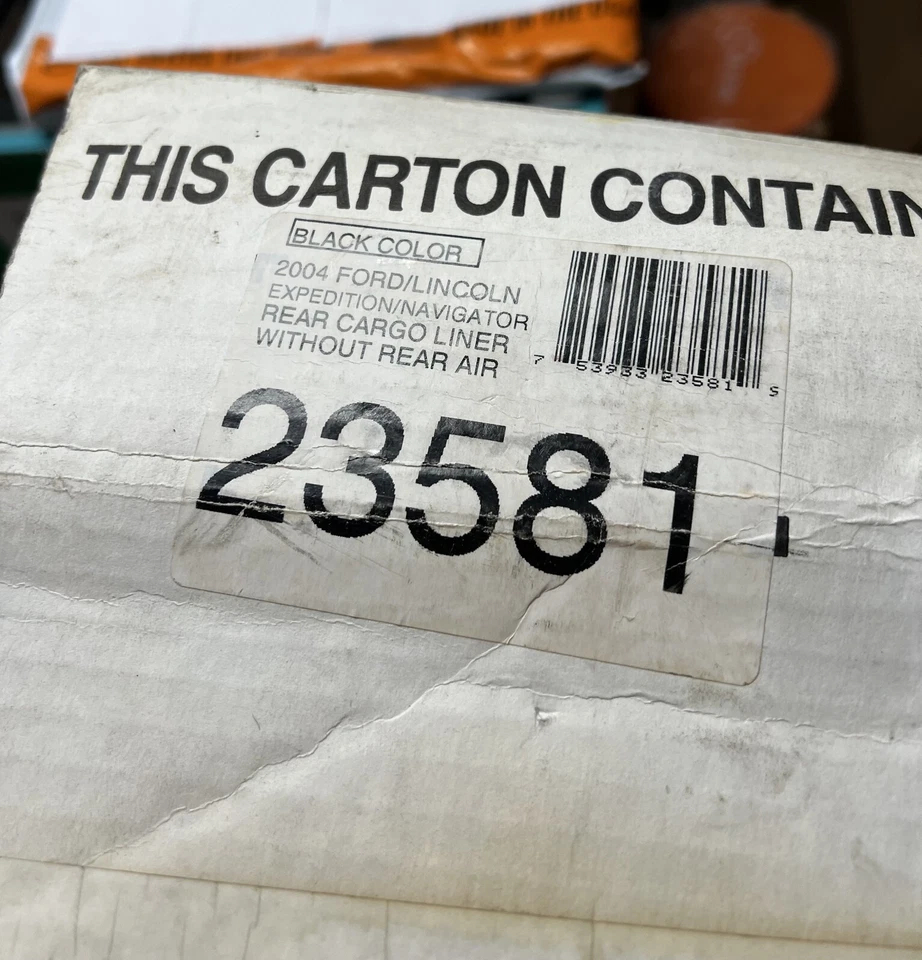 THIS CARTON CONTAIN
BLACK COLOR
2004 FORD/LINCOLN
EXPEDITION/NAVIGATOR
REAR CARGO LINER
WITHOUT REAR AIR
7 53933 23581 5
23581